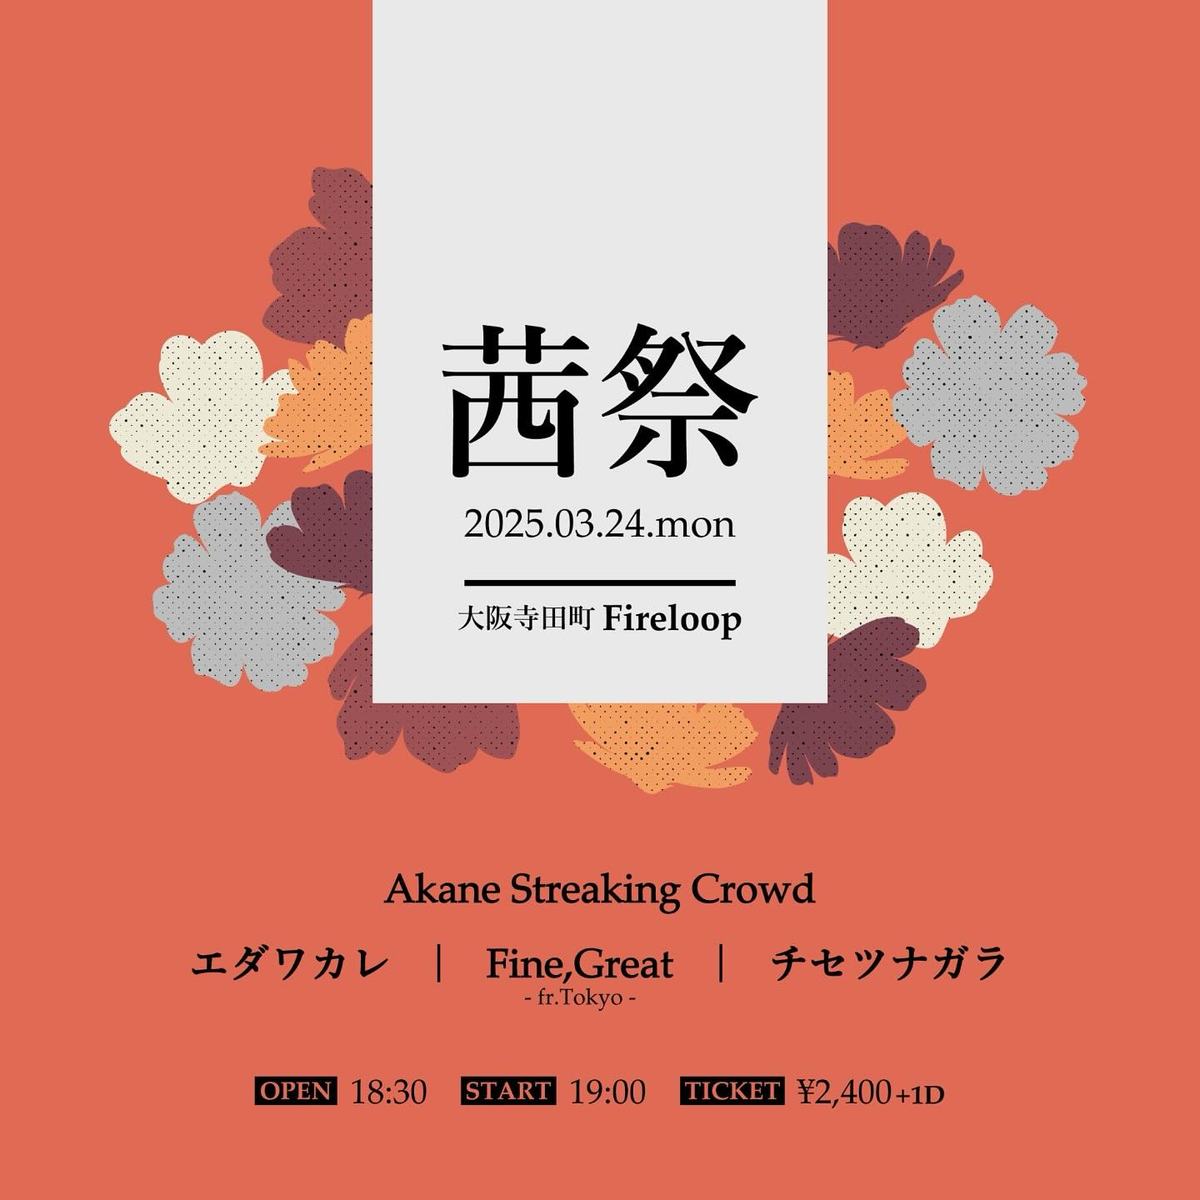 茜祭
2025.03.24.mon
大阪寺田町 Fireloop
Akane Streaking Crowd
エダワカレ | Fine,Great | チセツナガラ
- fr.Tokyo -
OPEN 18:30 START 19:00 TICKET ¥2,400+1D